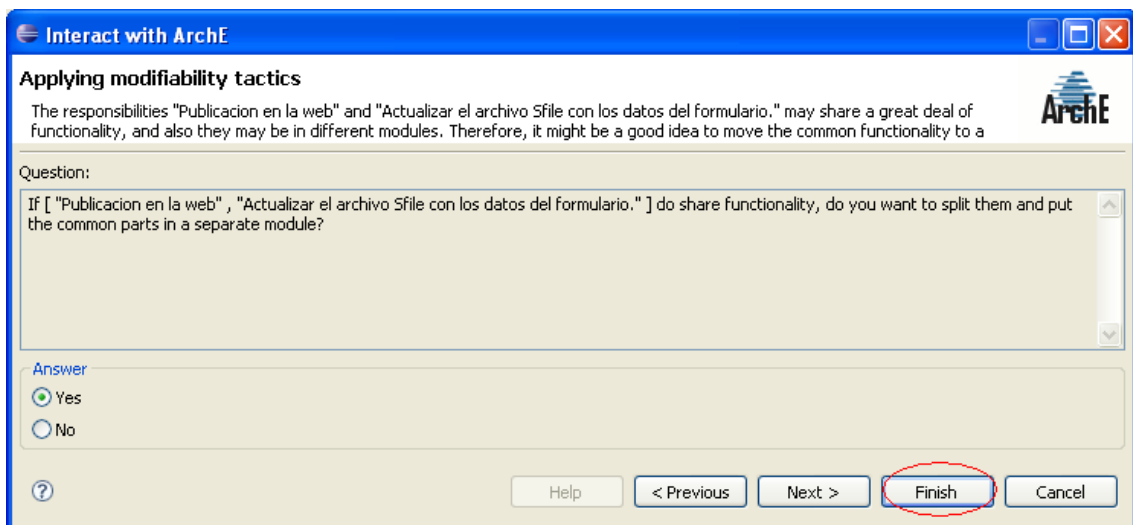 Interact with ArchE
Applying modifiability tactics
The responsibilities "Publicacion en la web" and "Actualizar el archivo Sfile con los datos del formulario." may share a great deal of
functionality, and also they may be in different modules. Therefore, it might be a good idea to move the common functionality to a
ArchE
Question:
If [ "Publicacion en la web" , "Actualizar el archivo Sfile con los datos del formulario." ] do share functionality, do you want to split them and put
the common parts in a separate module?
Answer
Yes
No
? Help < Previous Next > Finish Cancel